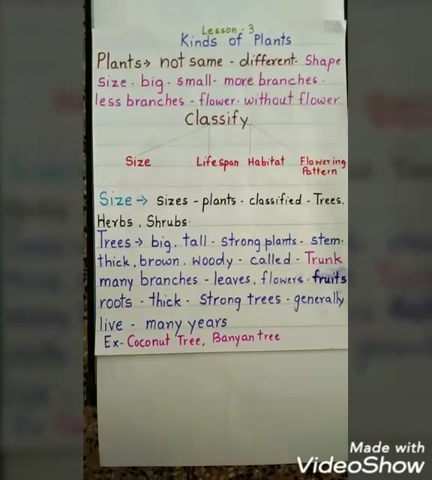 Lesson - 3
Kinds of Plants
Plants → not same - different - Shape
Size - big - small - more branches -
less branches - flower - without flower
Classify
Size Lifespan Habitat Flowering Pattern
Size → sizes - plants - classified - Trees,
Herbs, Shrubs.
Trees → big, tall - strong plants - stem -
thick, brown, woody - called - Trunk
many branches - leaves, flowers, fruits
roots - thick - Strong trees - generally
live - many years
Ex - Coconut Tree, Banyan tree
Made with
VideoShow